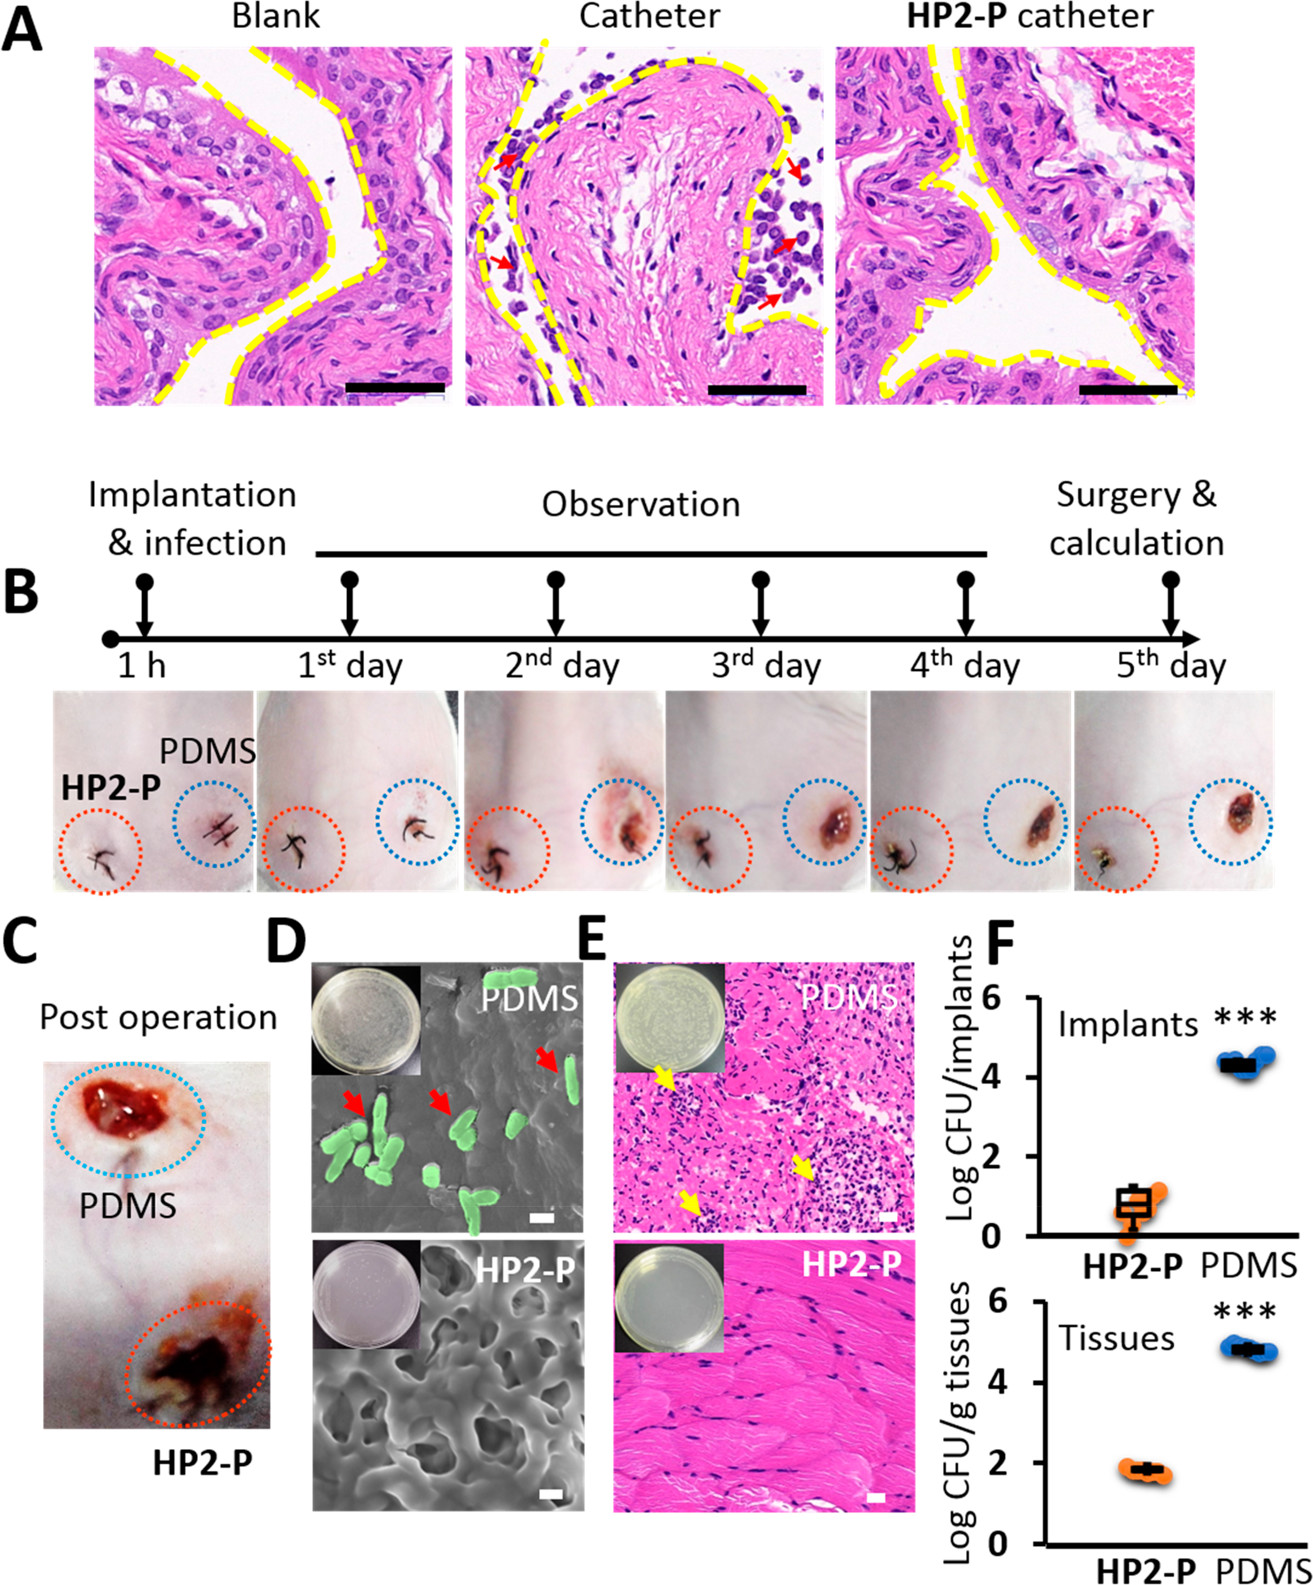 A
Blank
Catheter
HP2-P catheter
Implantation
& infection
Observation
Surgery &
calculation
B
1 h
1st day
2nd day
3rd day
4th day
5th day
PDMS
HP2-P
C
Post operation
PDMS
HP2-P
D
PDMS
HP2-P
E
PDMS
HP2-P
F
Log CFU/implants
6
4
2
0
Implants
***
HP2-P
PDMS
Log CFU/g tissues
6
4
2
0
Tissues
***
HP2-P
PDMS